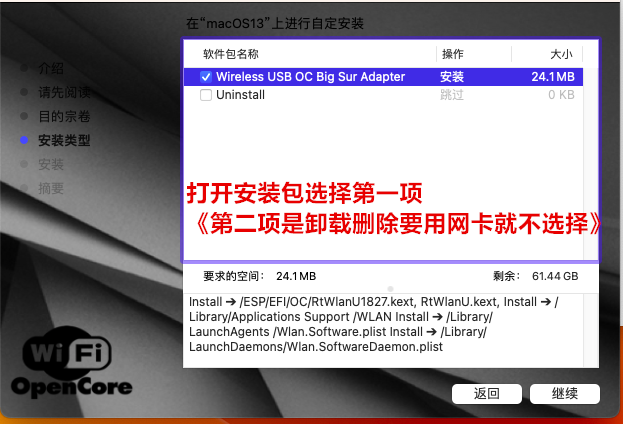 在“macOS13”上进行自定安装
介绍
请先阅读
目的宗卷
安装类型
安装
摘要
软件包名称 操作 大小
Wireless USB OC Big Sur Adapter 安装 24.1 MB
Uninstall 跳过 0 KB
打开安装包选择第一项
《第二项是卸载删除要用网卡就不选择》
要求的空间： 24.1 MB 剩余： 61.44 GB
Install ➔ /ESP/EFI/OC/RtWlanU1827.kext, RtWlanU.kext, Install ➔ /
Library/Applications Support /WLAN Install ➔ /Library/
LaunchAgents /Wlan.Software.plist Install ➔ /Library/
LaunchDaemons/Wlan.SoftwareDaemon.plist
WiFi
OpenCore
返回 继续